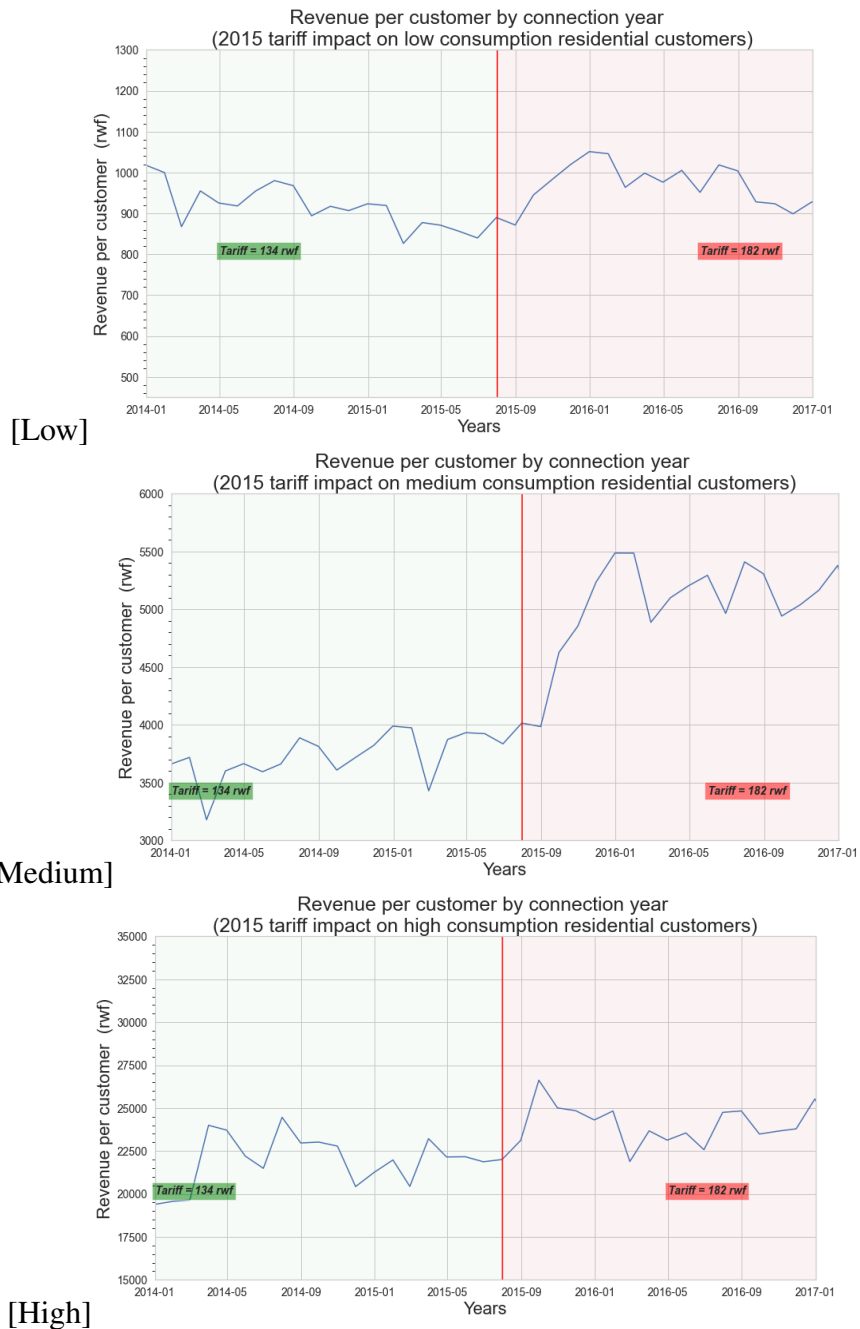 Revenue per customer by connection year
(2015 tariff impact on low consumption residential customers)
1300
1200
1100
1000
900
800
700
600
500
Revenue per customer (rwf)
Tariff = 134 rwf
Tariff = 182 rwf
2014-01 2014-05 2014-09 2015-01 2015-05 2015-09 2016-01 2016-05 2016-09 2017-01
Years
[Low]
Revenue per customer by connection year
(2015 tariff impact on medium consumption residential customers)
6000
5500
5000
4500
4000
3500
3000
Revenue per customer (rwf)
Tariff = 134 rwf
Tariff = 182 rwf
2014-01 2014-05 2014-09 2015-01 2015-05 2015-09 2016-01 2016-05 2016-09 2017-01
Years
Medium]
Revenue per customer by connection year
(2015 tariff impact on high consumption residential customers)
35000
32500
30000
27500
25000
22500
20000
17500
15000
Revenue per customer (rwf)
Tariff = 134 rwf
Tariff = 182 rwf
2014-01 2014-05 2014-09 2015-01 2015-05 2015-09 2016-01 2016-05 2016-09 2017-01
Years
[High]